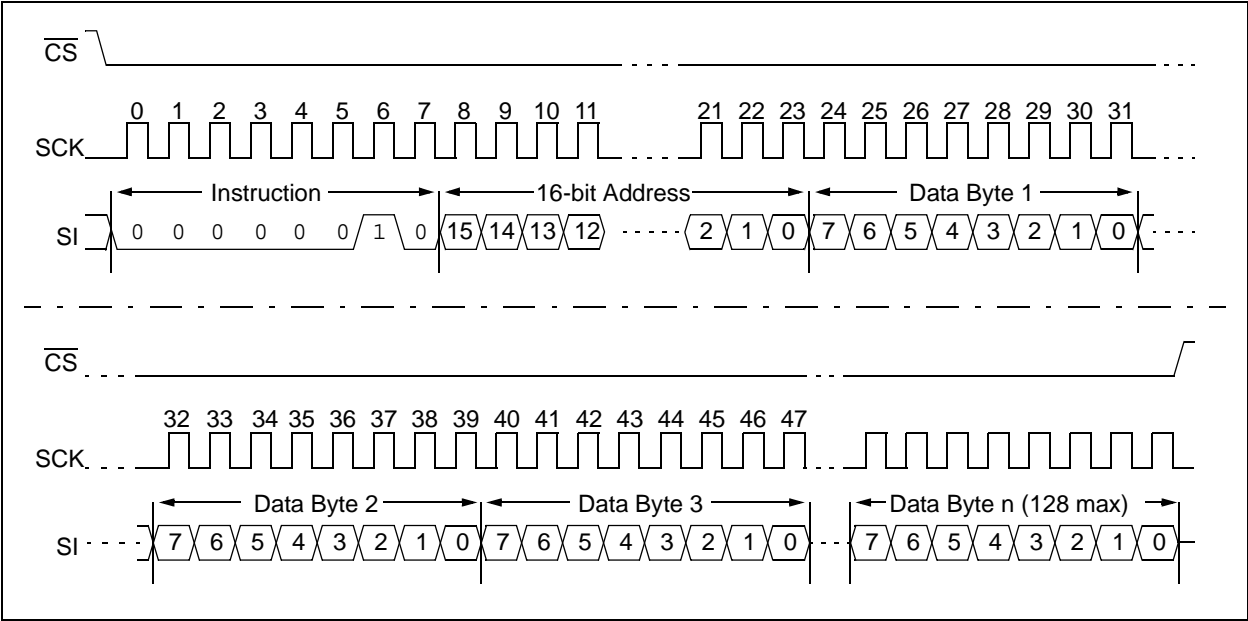 CS
0 1 2 3 4 5 6 7 8 9 10 11 21 22 23 24 25 26 27 28 29 30 31
SCK
Instruction 16-bit Address Data Byte 1
SI 0 0 0 0 0 0 1 0 15 14 13 12 2 1 0 7 6 5 4 3 2 1 0
CS
32 33 34 35 36 37 38 39 40 41 42 43 44 45 46 47
SCK
Data Byte 2 Data Byte 3 Data Byte n (128 max)
SI 7 6 5 4 3 2 1 0 7 6 5 4 3 2 1 0 7 6 5 4 3 2 1 0